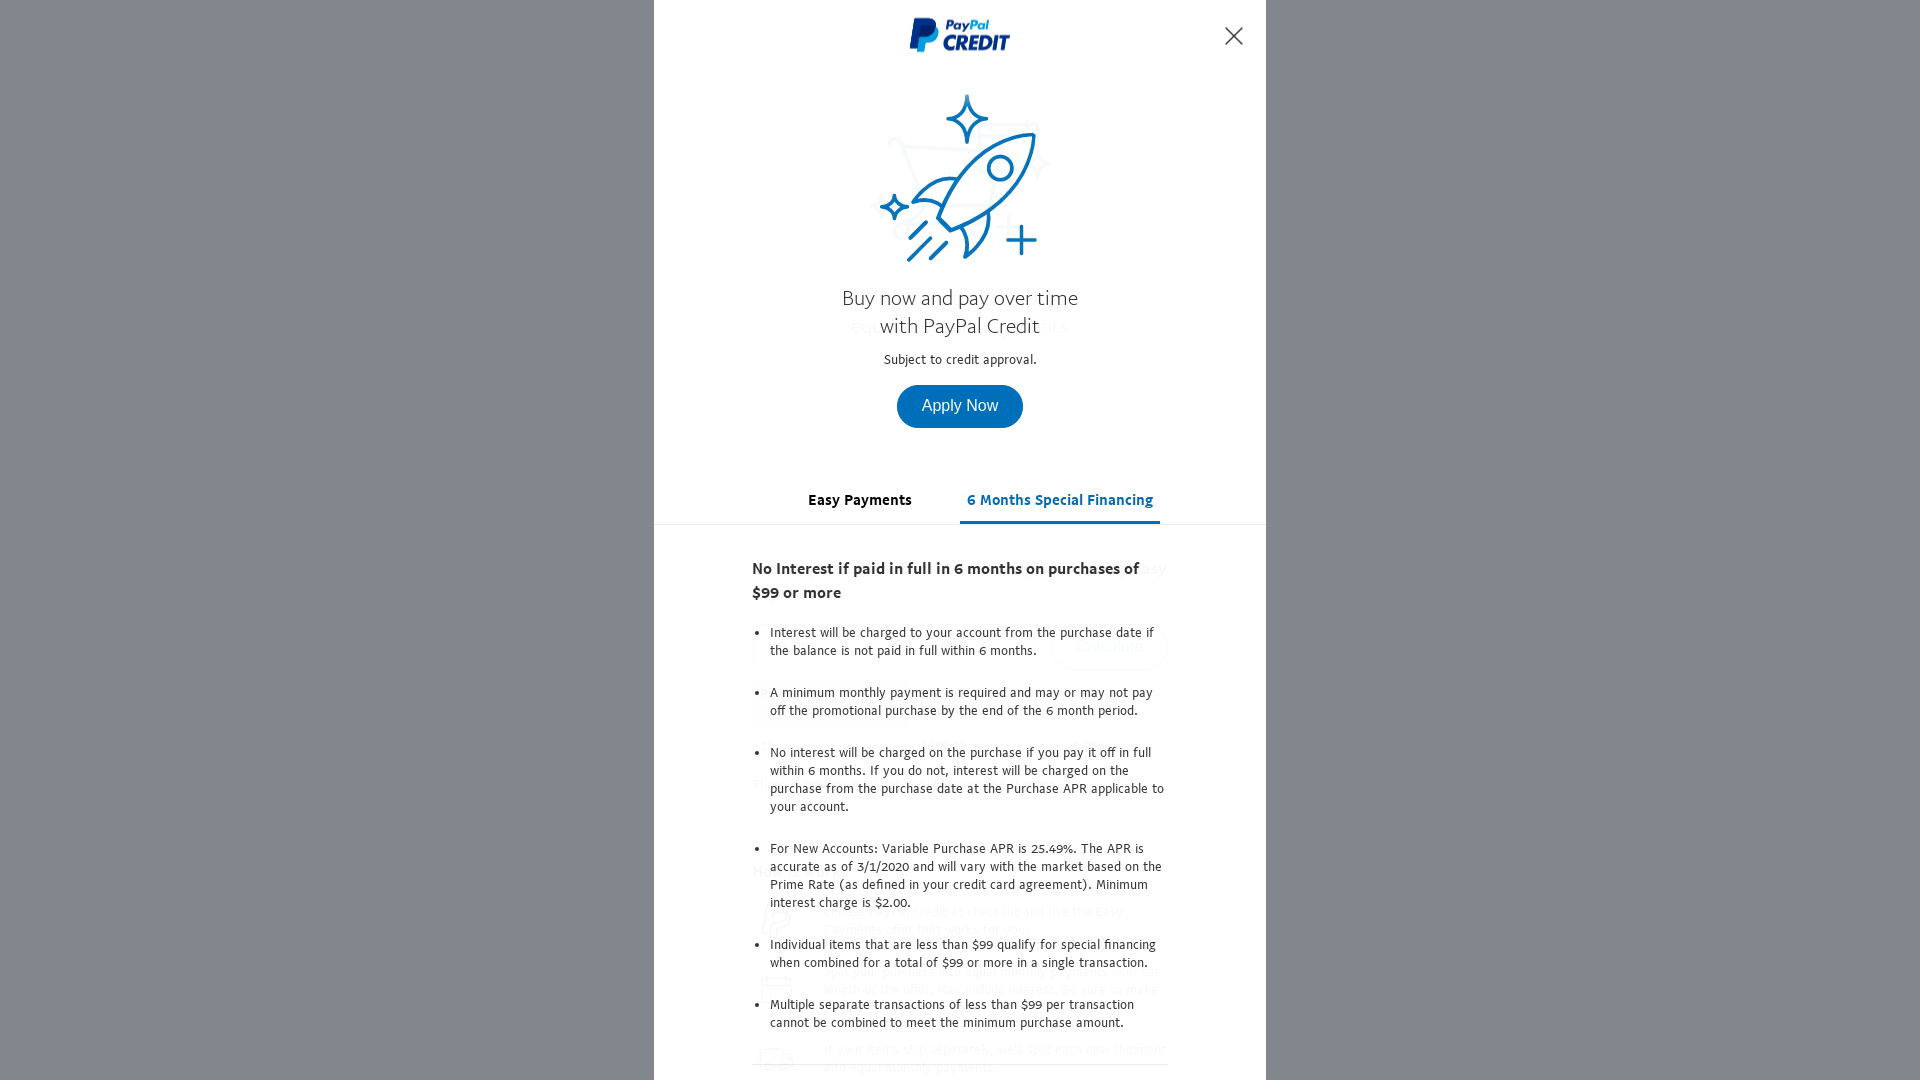 PayPal
CREDIT
Buy now and pay over time
with PayPal Credit
Subject to credit approval.
Apply Now
Easy Payments
6 Months Special Financing
No Interest if paid in full in 6 months on purchases of
$99 or more
• Interest will be charged to your account from the purchase date if
the balance is not paid in full within 6 months.
• A minimum monthly payment is required and may or may not pay
off the promotional purchase by the end of the 6 month period.
• No interest will be charged on the purchase if you pay it off in full
within 6 months. If you do not, interest will be charged on the
purchase from the purchase date at the Purchase APR applicable to
your account.
• For New Accounts: Variable Purchase APR is 25.49%. The APR is
accurate as of 3/1/2020 and will vary with the market based on the
Prime Rate (as defined in your credit card agreement). Minimum
interest charge is $2.00.
• Individual items that are less than $99 qualify for special financing
when combined for a total of $99 or more in a single transaction.
• Multiple separate transactions of less than $99 per transaction
cannot be combined to meet the minimum purchase amount.